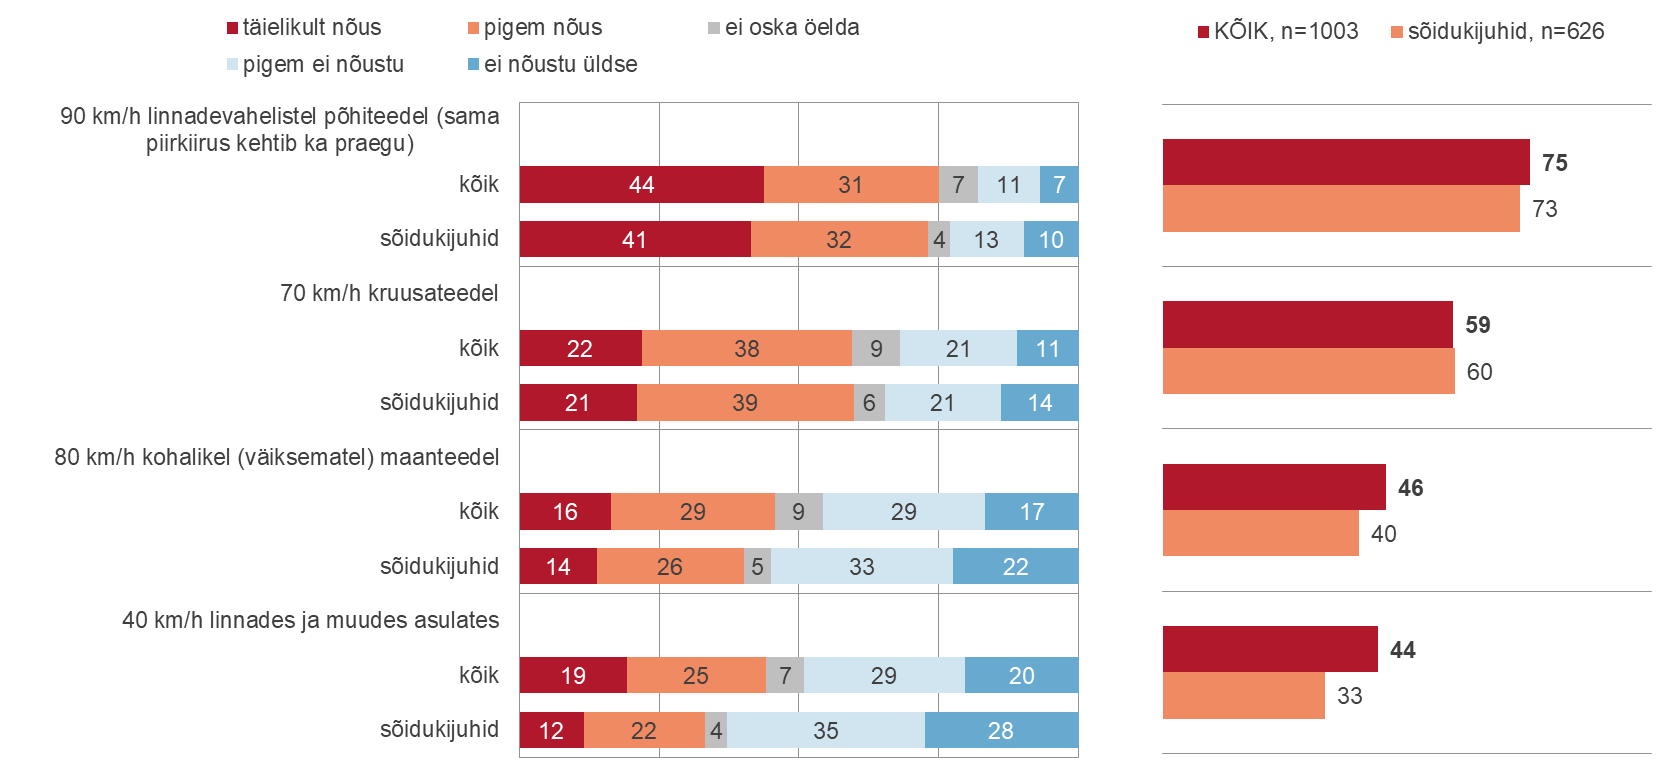 täielikult nõus
pigem nõus
ei oska öelda
pigem ei nõustu
ei nõustu üldse
KÕIK, n=1003
sõidukijuhid, n=626
90 km/h linnadevahelistel põhiteedel (sama
piirkiirus kehtib ka praegu)
kõik
44 31 7 11 7
sõidukijuhid
41 32 4 13 10
75
73
70 km/h kruusateedel
kõik
22 38 9 21 11
sõidukijuhid
21 39 6 21 14
59
60
80 km/h kohalikel (väiksematel) maanteedel
kõik
16 29 9 29 17
sõidukijuhid
14 26 5 33 22
46
40
40 km/h linnades ja muudes asulates
kõik
19 25 7 29 20
sõidukijuhid
12 22 4 35 28
44
33